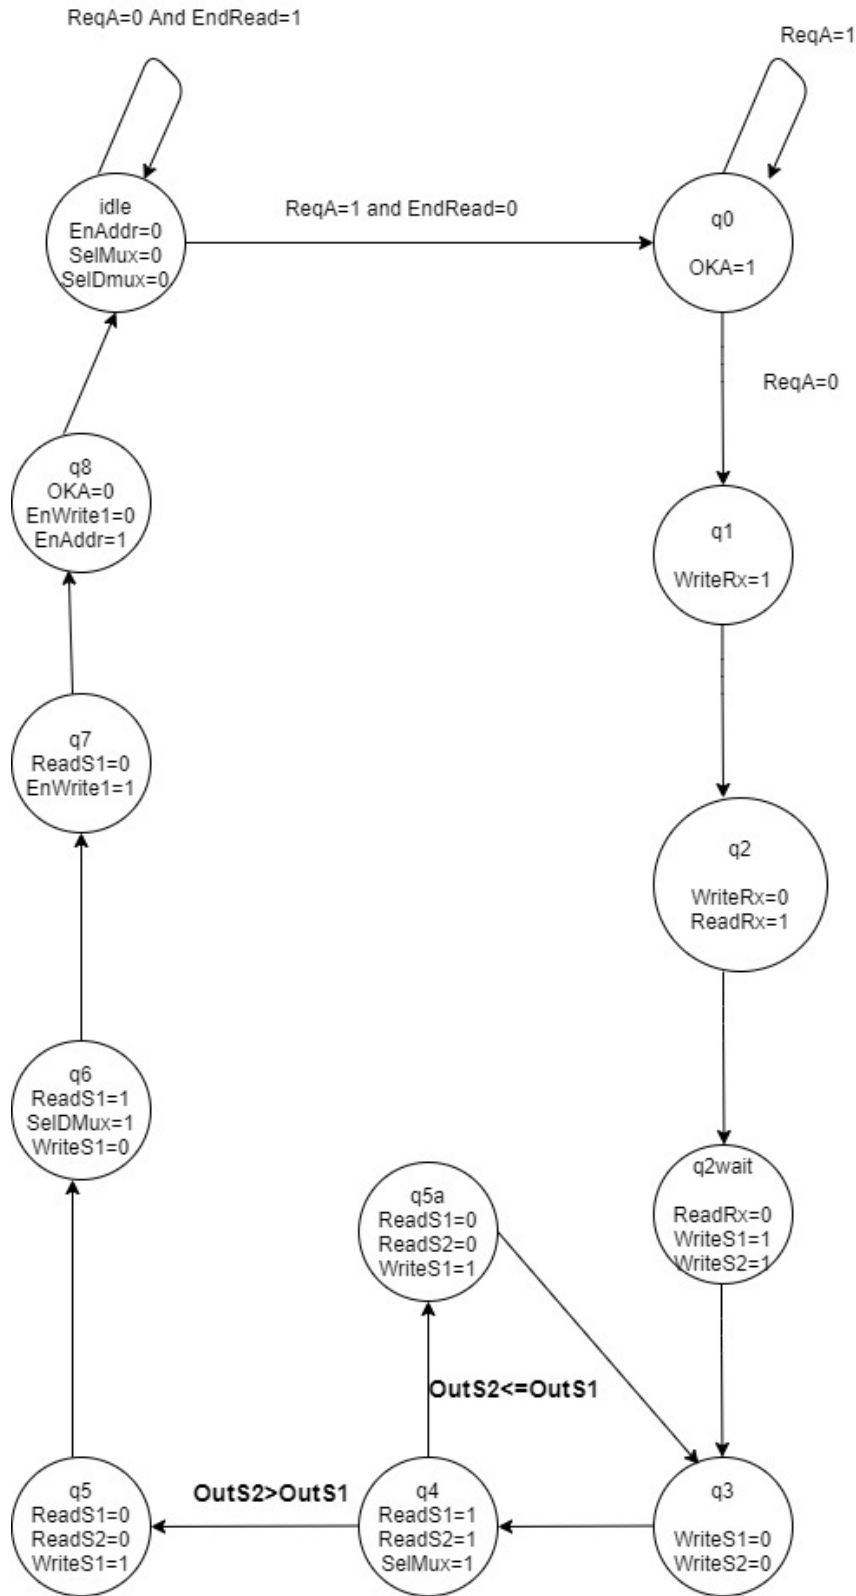 ReqA=0 And EndRead=1
ReqA=1
idle
EnAddr=0
SelMux=0
SelDmux=0
ReqA=1 and EndRead=0
q0
OKA=1
ReqA=0
q8
OKA=0
EnWrite1=0
EnAddr=1
q1
WriteRx=1
q7
ReadS1=0
EnWrite1=1
q2
WriteRx=0
ReadRx=1
q6
ReadS1=1
SelDMux=1
WriteS1=0
q5a
ReadS1=0
ReadS2=0
WriteS1=1
q2wait
ReadRx=0
WriteS1=1
WriteS2=1
OutS2<=OutS1
q5
ReadS1=0
ReadS2=0
WriteS1=1
OutS2>OutS1
q4
ReadS1=1
ReadS2=1
SelMux=1
q3
WriteS1=0
WriteS2=0